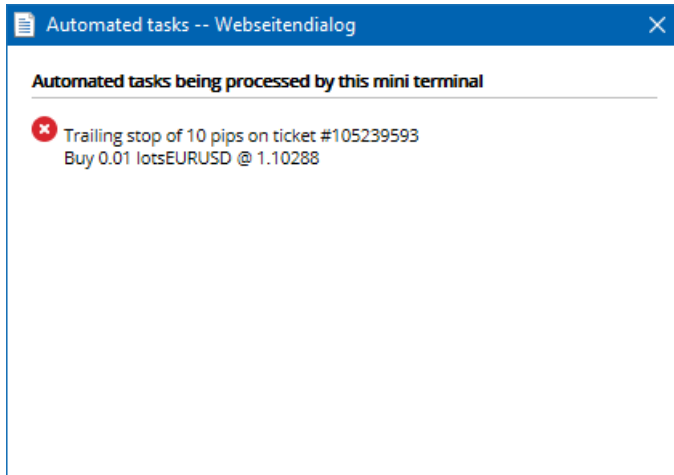 Automated tasks -- Webseitendialog
Automated tasks being processed by this mini terminal
Trailing stop of 10 pips on ticket #105239593
Buy 0.01 lotsEURUSD @ 1.10288